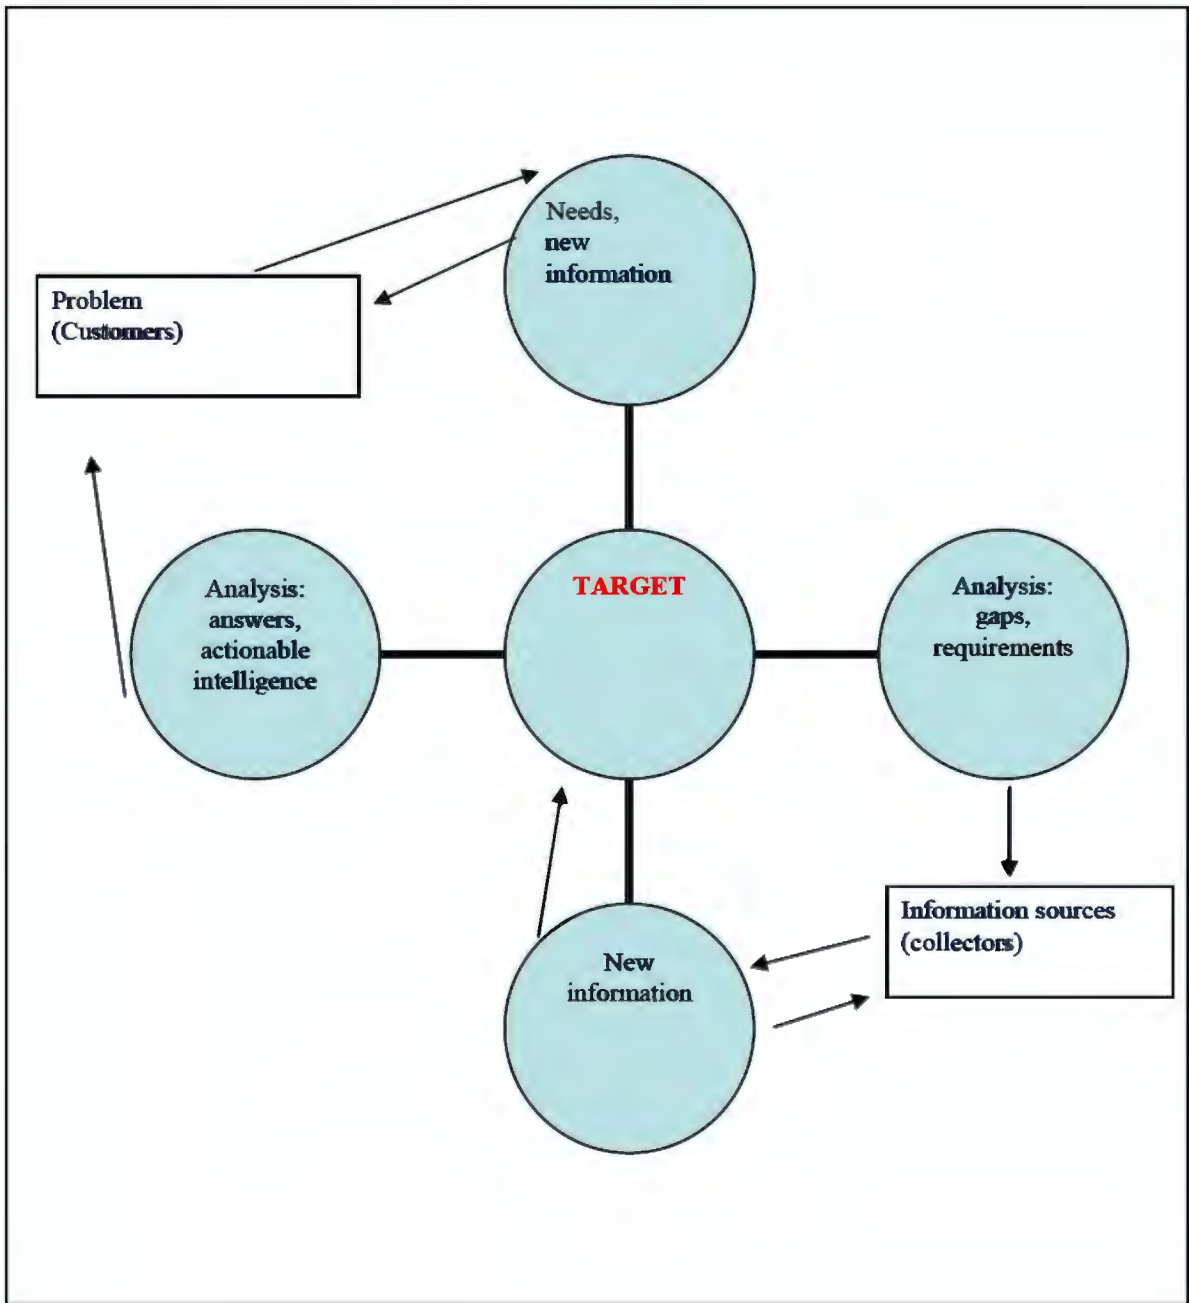 Needs,
new
information
Problem
(Customers)
Analysis:
answers,
actionable
intelligence
TARGET
Analysis:
gaps,
requirements
Information sources
(collectors)
New
information